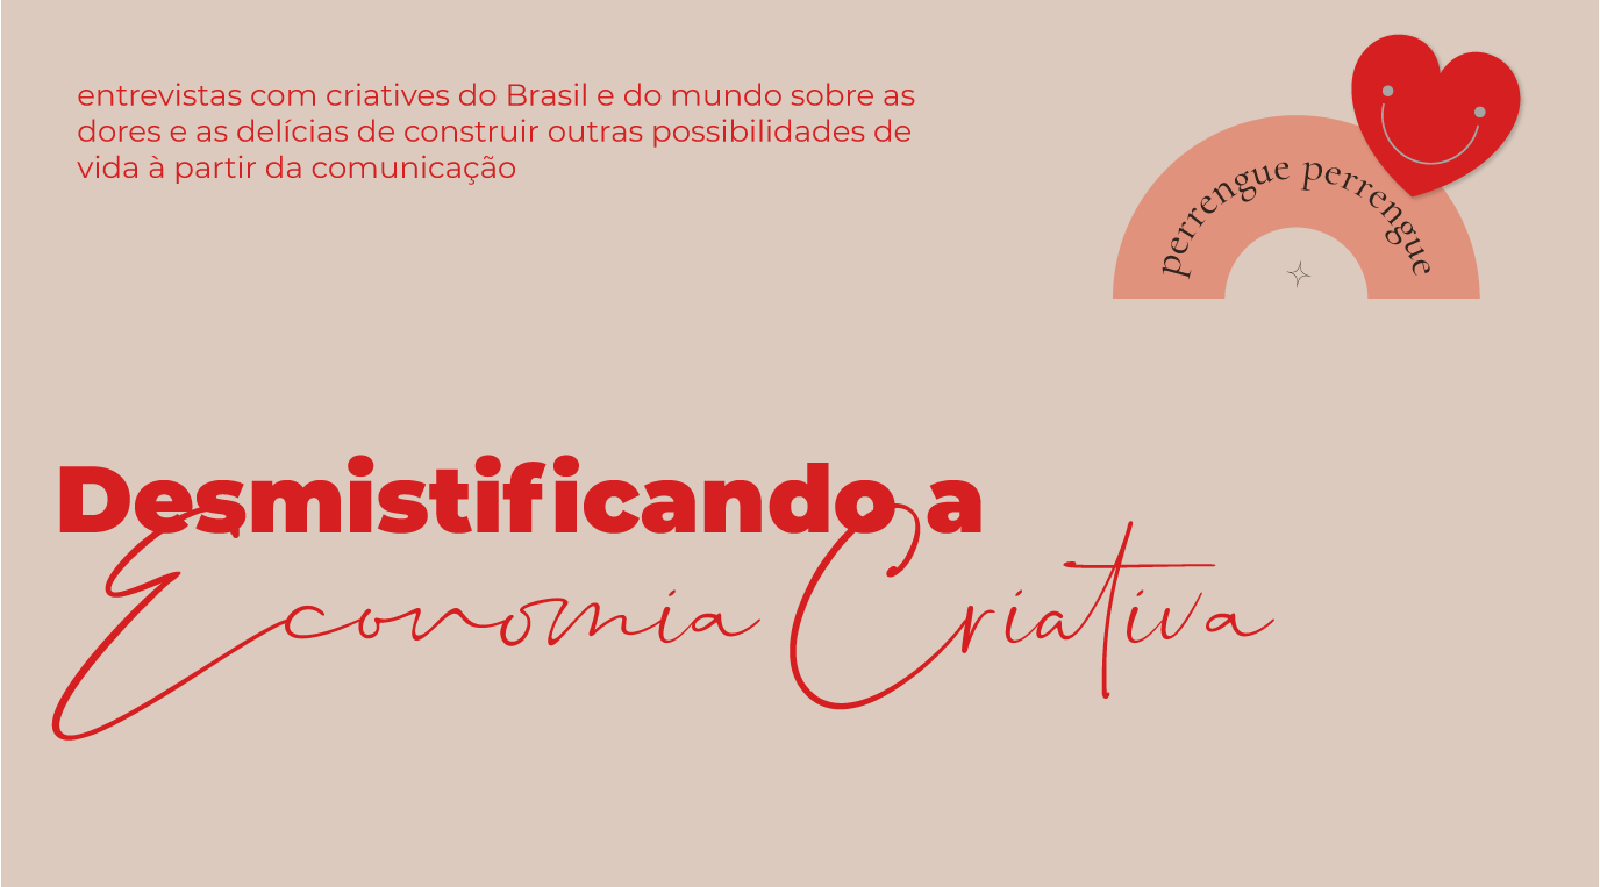 entrevistas com criatives do Brasil e do mundo sobre as
dores e as delícias de construir outras possibilidades de
vida à partir da comunicação
perrengue perrengue
Desmistificando a
Economia Criativa